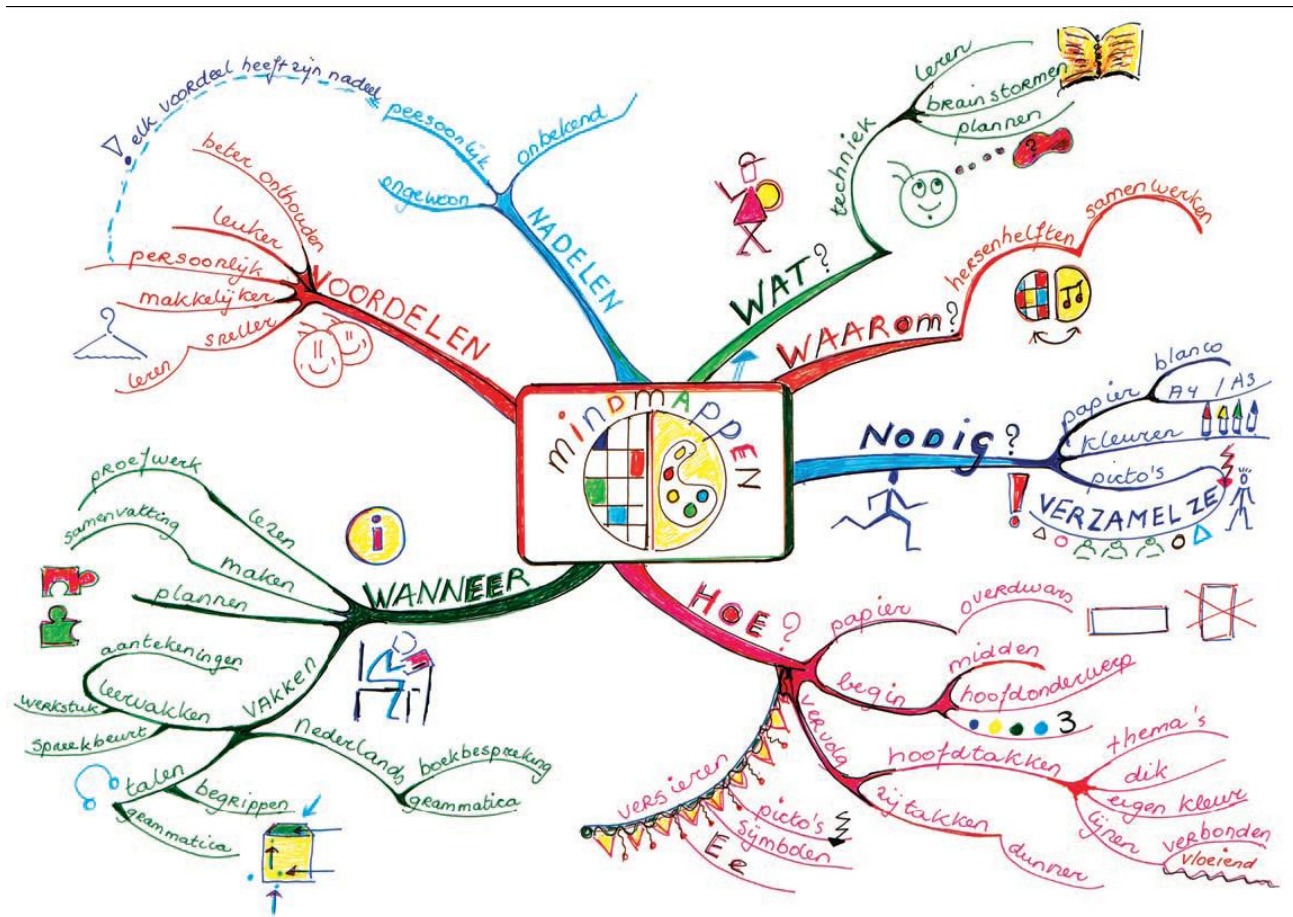 mindmappen
WAT?
techniek
leren
brainstormen
plannen
?
WAAROm?
hersenhelften
samenwerken
NODIG?
papier
blanco
A4 / A3
kleuren
picto's
VERZAMEL ZE
!
HOE?
papier
overdwars
begin
midden
hoofdonderwerp
3
vervolg
hoofdtakken
thema's
dik
eigen kleur
lijnen
verbonden
vloeiend
zijtakken
dunner
versieren
picto's
symbolen
Ee
WANNEER
i
lezen
proefwerk
maken
samenvatting
plannen
vakken
leervakken
aantekeningen
werkstuk
spreekbeurt
talen
begrippen
grammatica
nederlands
boekbespreking
grammatica
VOORDELEN
beter onthouden
leuker
persoonlijk
makkelijker
sneller
leren
?
! elk voordeel heeft zijn nadeel
NADELEN
persoonlijk
ongewoon
onbekend